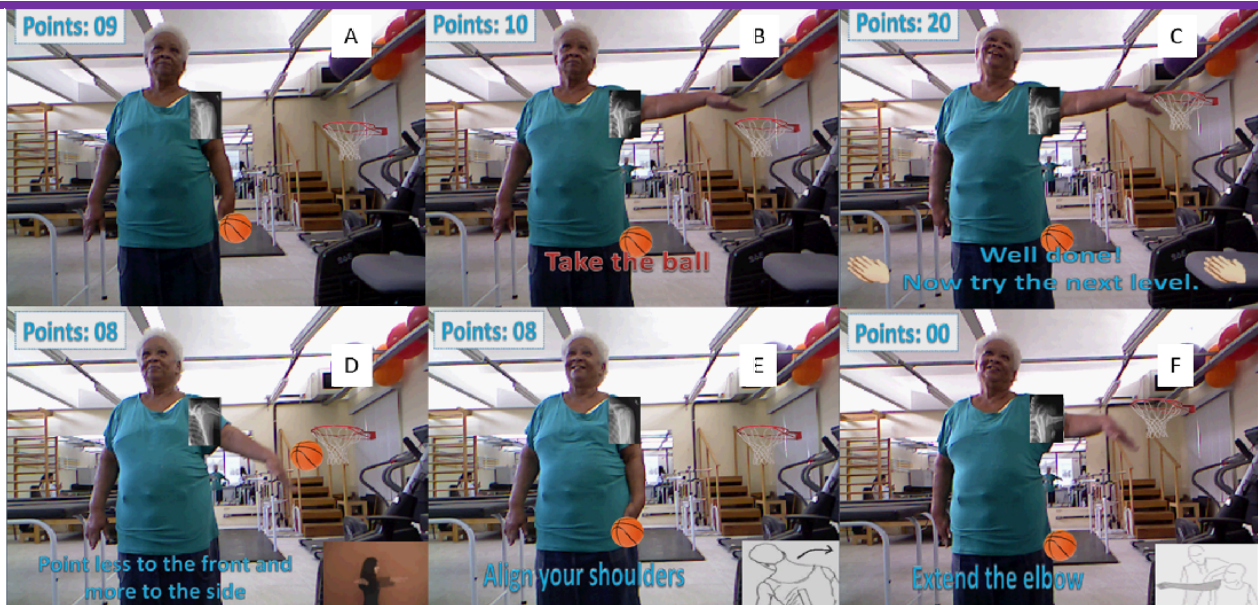 Points: 09
A
Points: 10
B
Take the ball
Points: 20
C
Well done!
Now try the next level.
Points: 08
D
Point less to the front and
more to the side
Points: 08
E
Align your shoulders
Points: 00
F
Extend the elbow